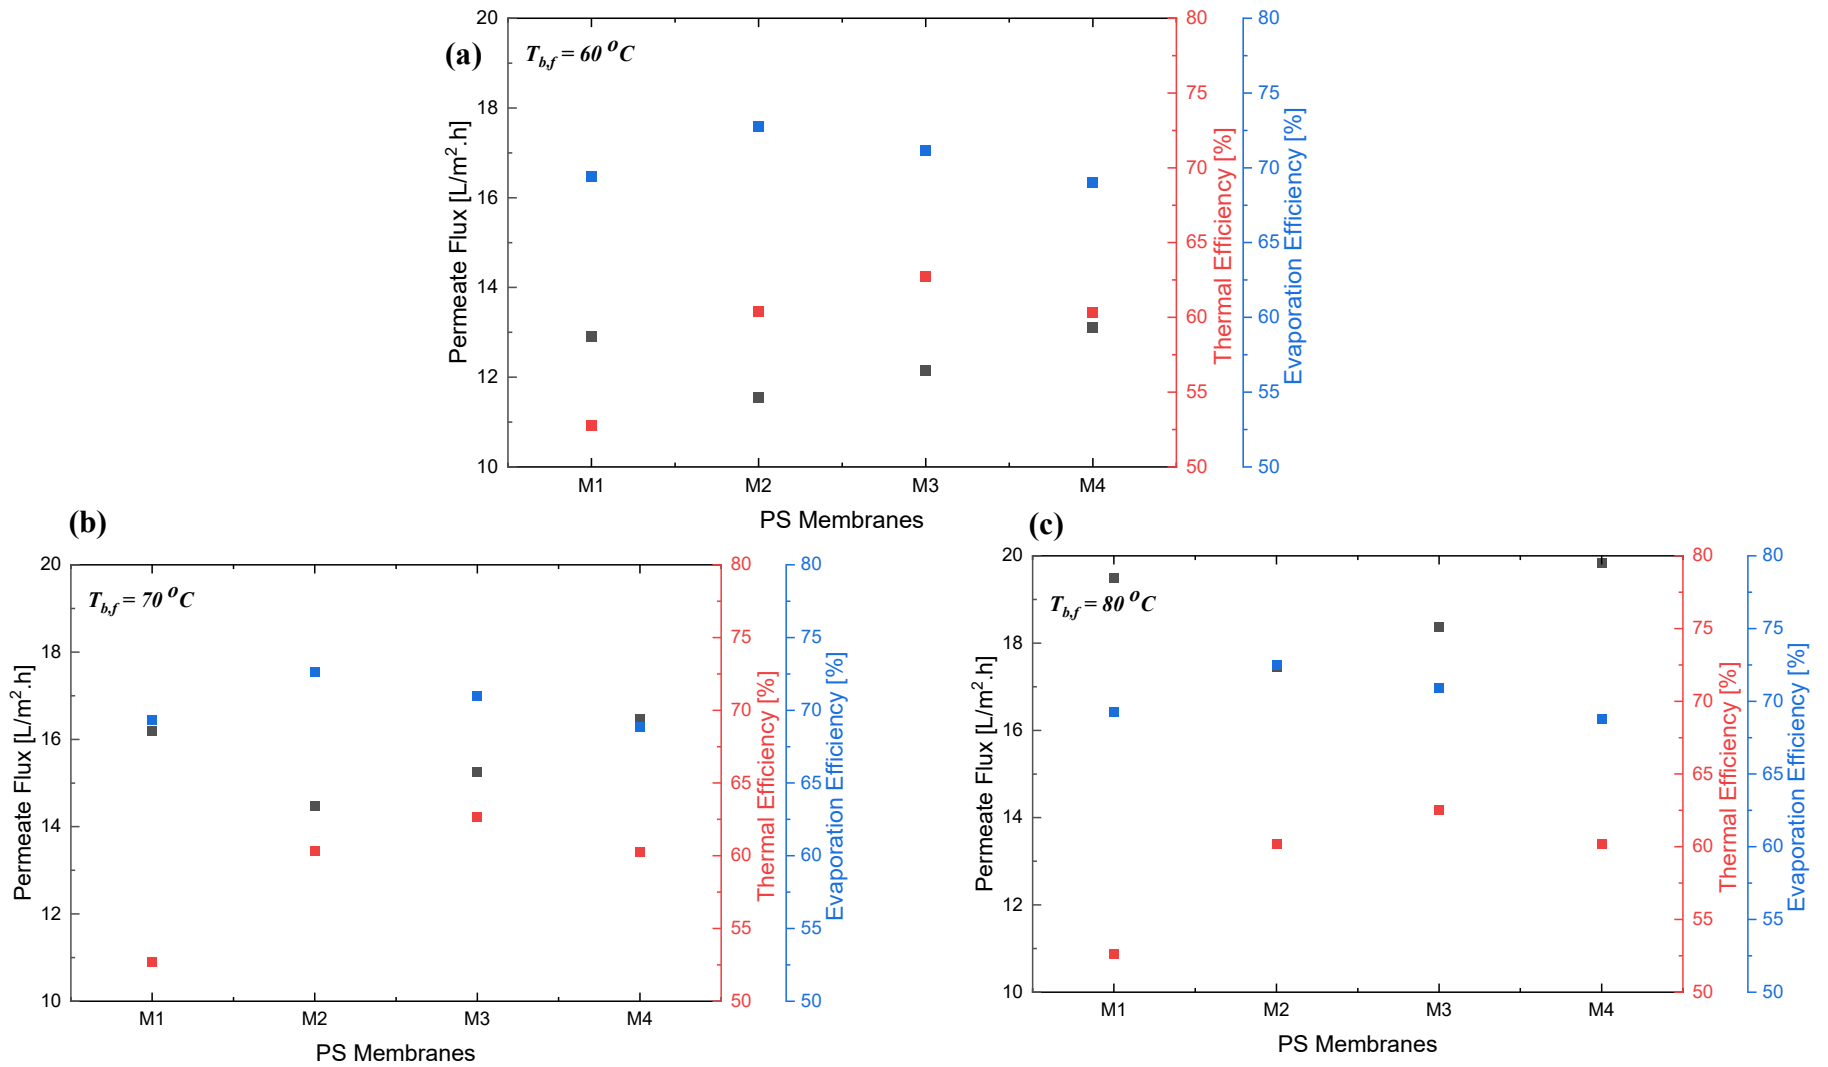 (a)
T_b,f = 60 °C
20
18
16
14
12
10
Permeate Flux [L/m².h]
M1 M2 M3 M4
PS Membranes
80
75
70
65
60
55
50
Thermal Efficiency [%]
80
75
70
65
60
55
50
Evaporation Efficiency [%]
(b)
T_b,f = 70 °C
20
18
16
14
12
10
Permeate Flux [L/m².h]
M1 M2 M3 M4
PS Membranes
80
75
70
65
60
55
50
Thermal Efficiency [%]
80
75
70
65
60
55
50
Evaporation Efficiency [%]
(c)
T_b,f = 80 °C
20
18
16
14
12
10
Permeate Flux [L/m².h]
M1 M2 M3 M4
PS Membranes
80
75
70
65
60
55
50
Thermal Efficiency [%]
80
75
70
65
60
55
50
Evaporation Efficiency [%]